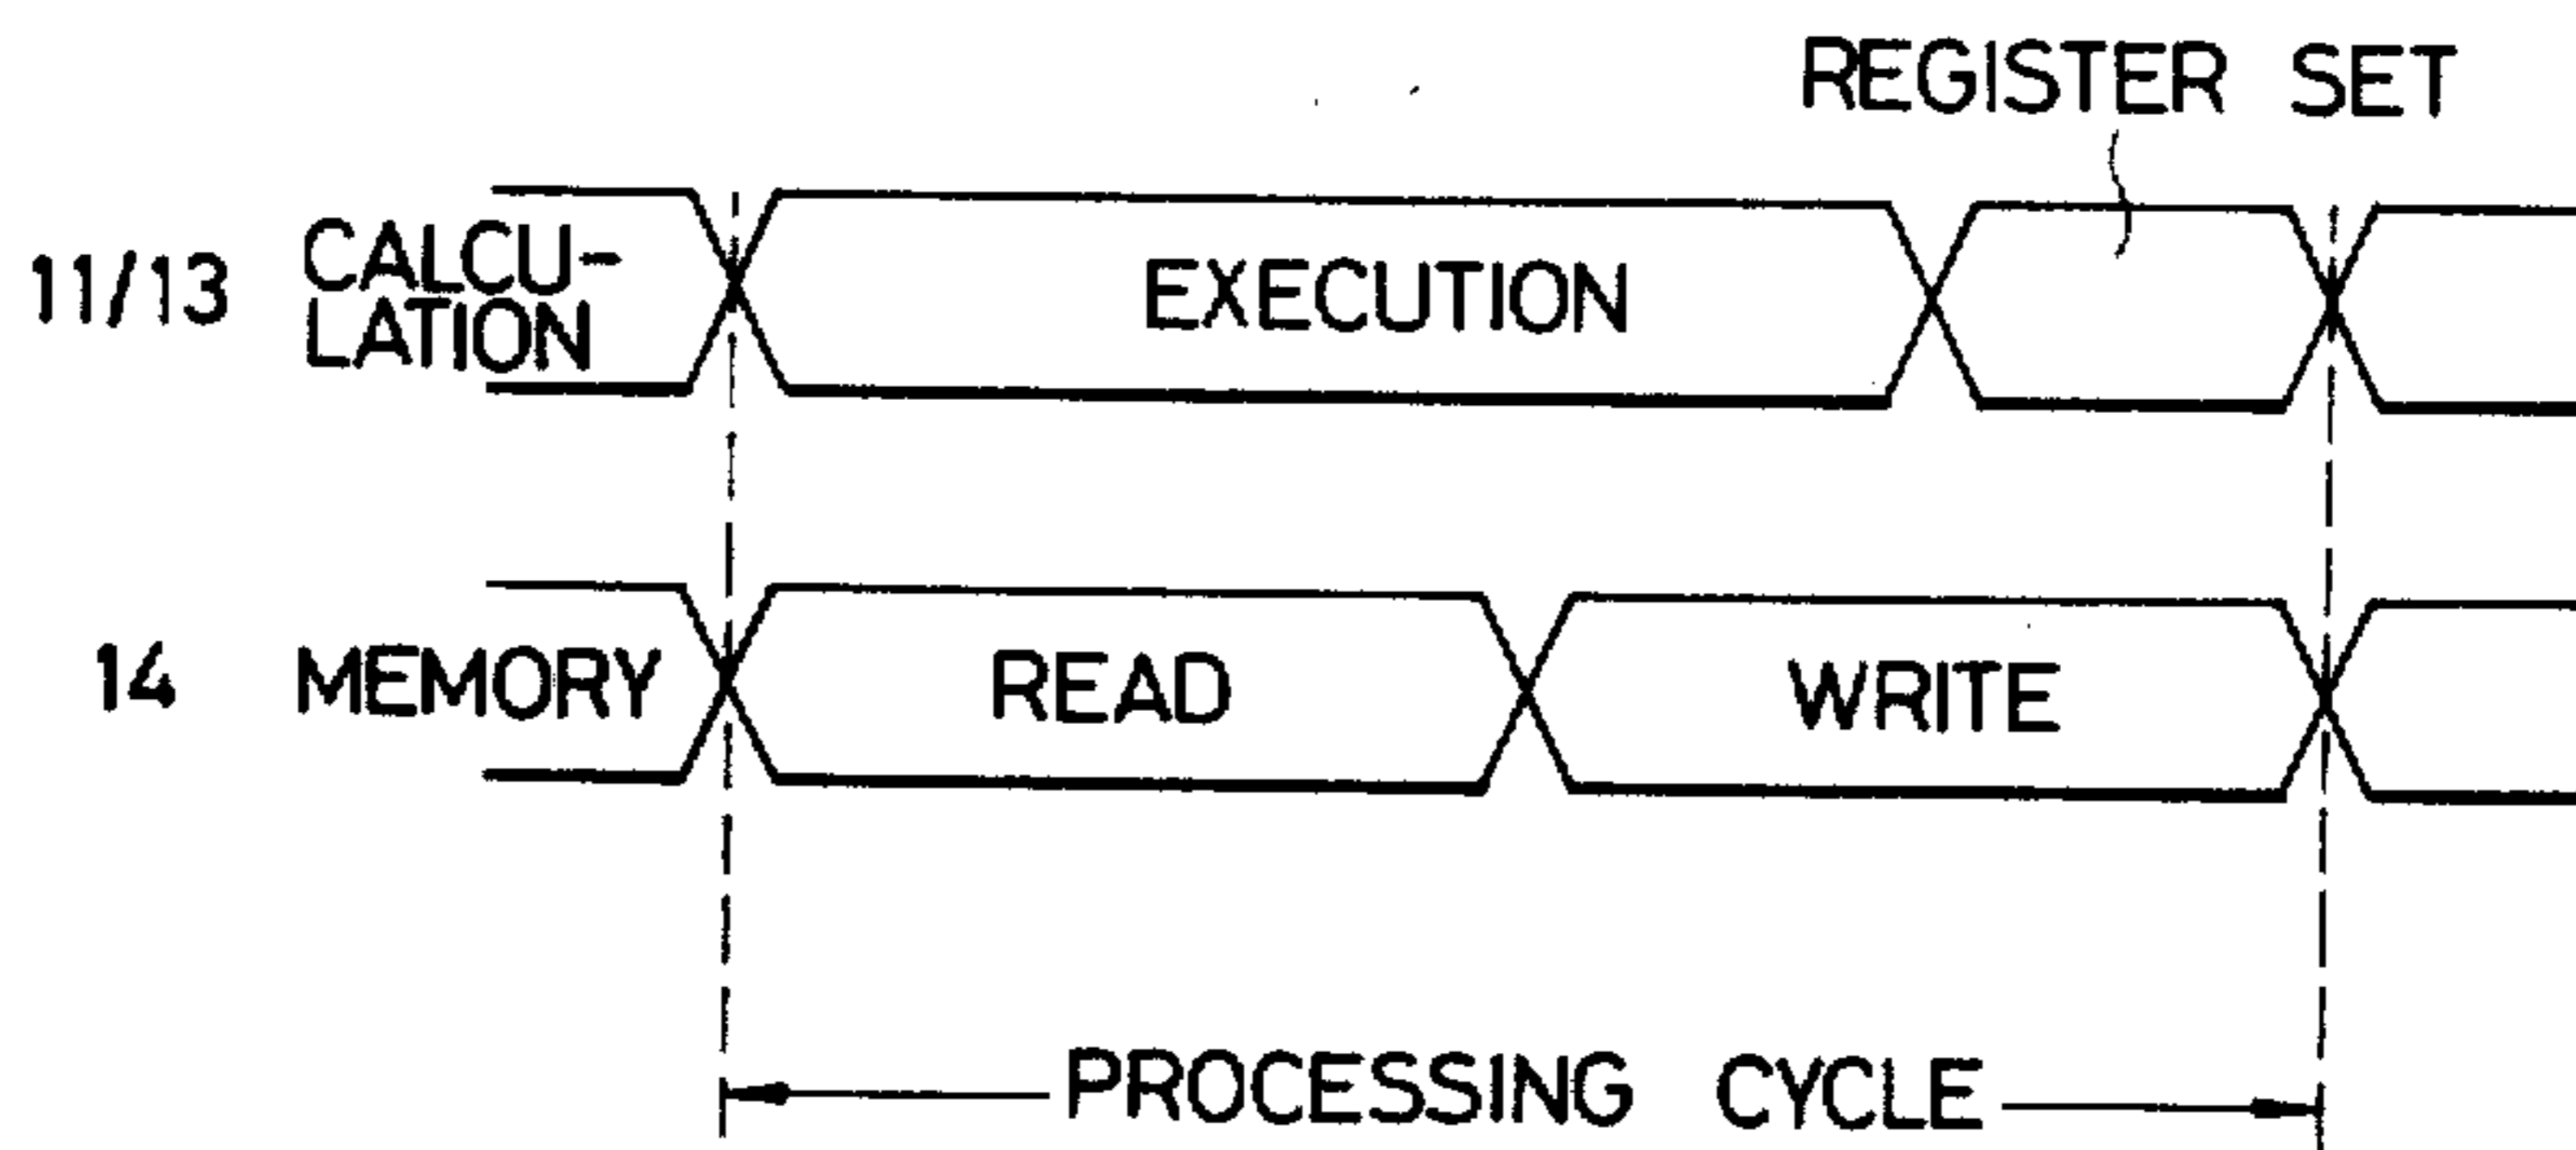 REGISTER SET
11/13 CALCU-
LATION
EXECUTION
14 MEMORY READ WRITE
PROCESSING CYCLE